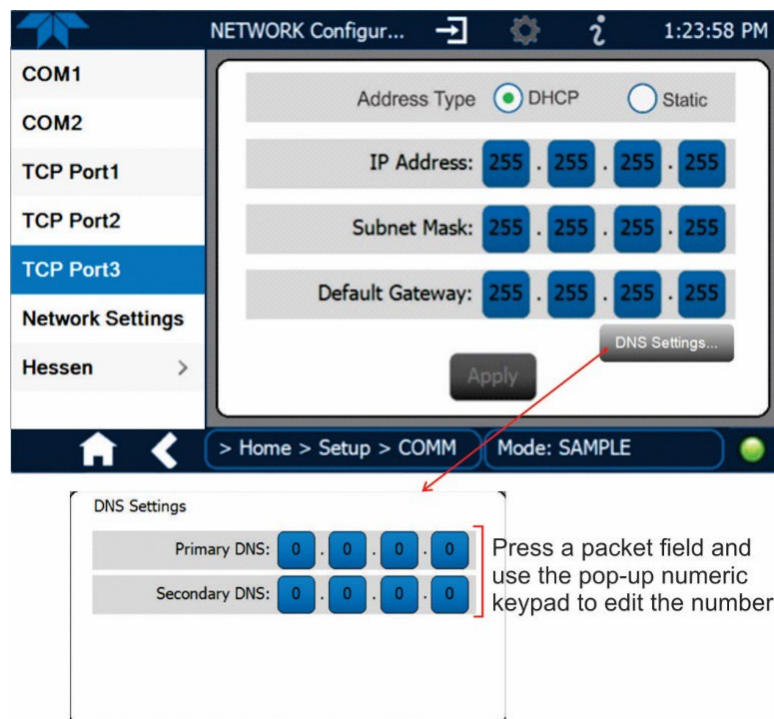 NETWORK Configur... 1:23:58 PM
COM1
COM2
TCP Port1
TCP Port2
TCP Port3
Network Settings
Hessen >
Address Type DHCP Static
IP Address: 255 . 255 . 255 . 255
Subnet Mask: 255 . 255 . 255 . 255
Default Gateway: 255 . 255 . 255 . 255
DNS Settings...
Apply
> Home > Setup > COMM Mode: SAMPLE
DNS Settings
Primary DNS: 0 . 0 . 0 . 0
Secondary DNS: 0 . 0 . 0 . 0
Press a packet field and
use the pop-up numeric
keypad to edit the number